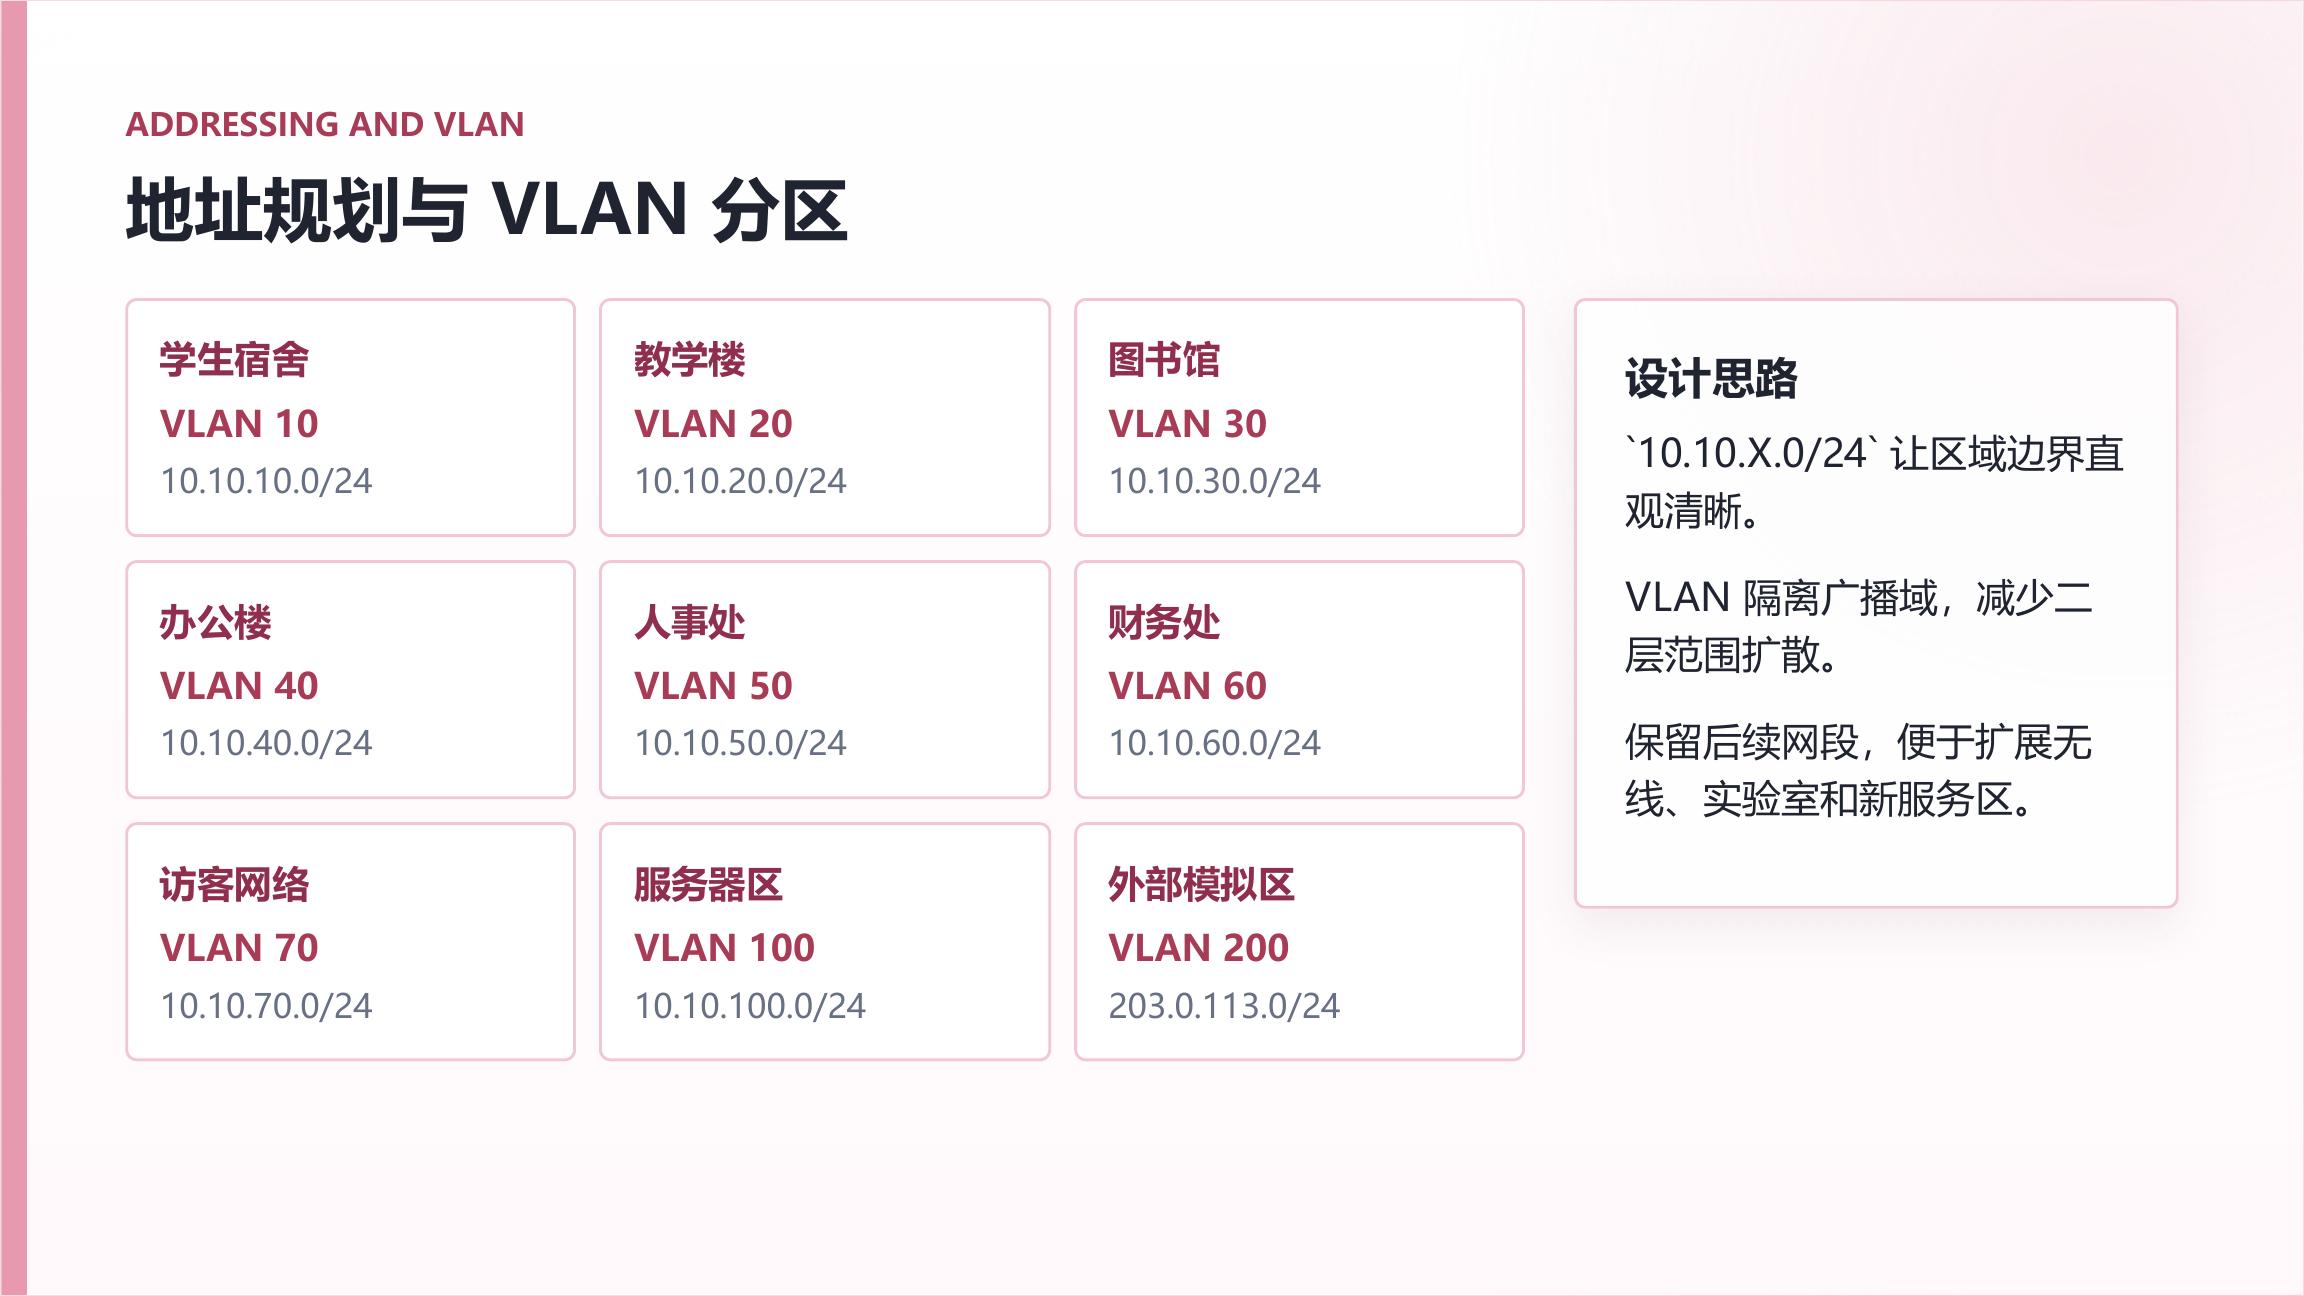 ADDRESSING AND VLAN
地址规划与 VLAN 分区
学生宿舍
VLAN 10
10.10.10.0/24
教学楼
VLAN 20
10.10.20.0/24
图书馆
VLAN 30
10.10.30.0/24
办公楼
VLAN 40
10.10.40.0/24
人事处
VLAN 50
10.10.50.0/24
财务处
VLAN 60
10.10.60.0/24
访客网络
VLAN 70
10.10.70.0/24
服务器区
VLAN 100
10.10.100.0/24
外部模拟区
VLAN 200
203.0.113.0/24
设计思路
`10.10.X.0/24` 让区域边界直
观清晰。
VLAN 隔离广播域，减少二
层范围扩散。
保留后续网段，便于扩展无
线、实验室和新服务区。